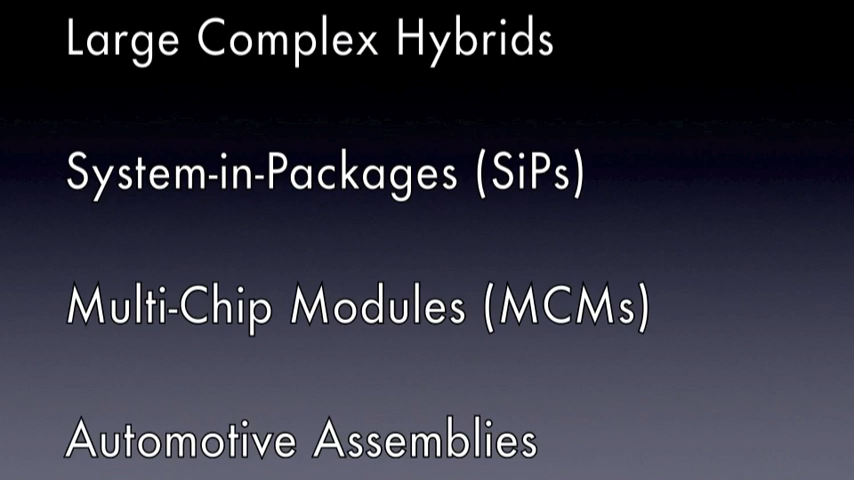 Large Complex Hybrids
System-in-Packages (SiPs)
Multi-Chip Modules (MCMs)
Automotive Assemblies